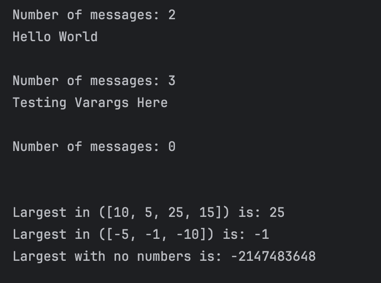 Number of messages: 2
Hello World
Number of messages: 3
Testing Varargs Here
Number of messages: 0
Largest in ([10, 5, 25, 15]) is: 25
Largest in ([-5, -1, -10]) is: -1
Largest with no numbers is: -2147483648